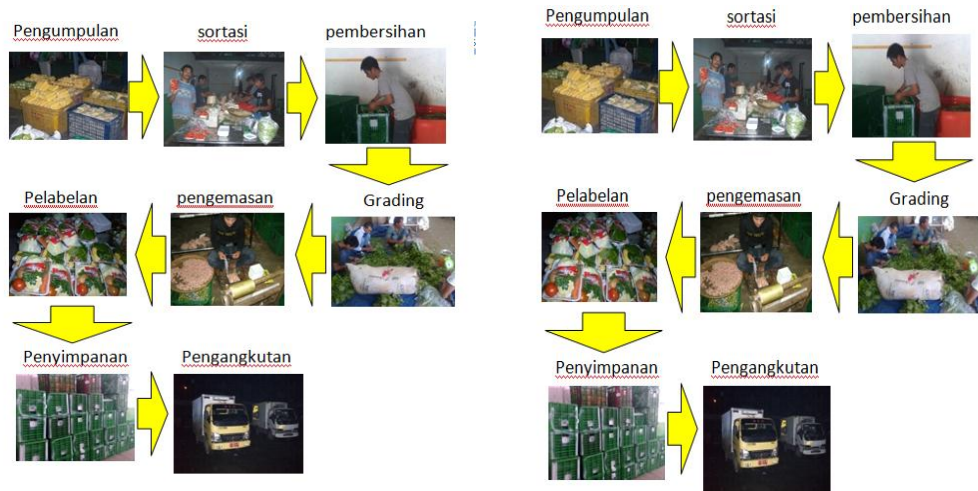 Pengumpulan
sortasi
pembersihan
Pelabelan
pengemasan
Grading
Penyimpanan
Pengangkutan
Pengumpulan
sortasi
pembersihan
Pelabelan
pengemasan
Grading
Penyimpanan
Pengangkutan